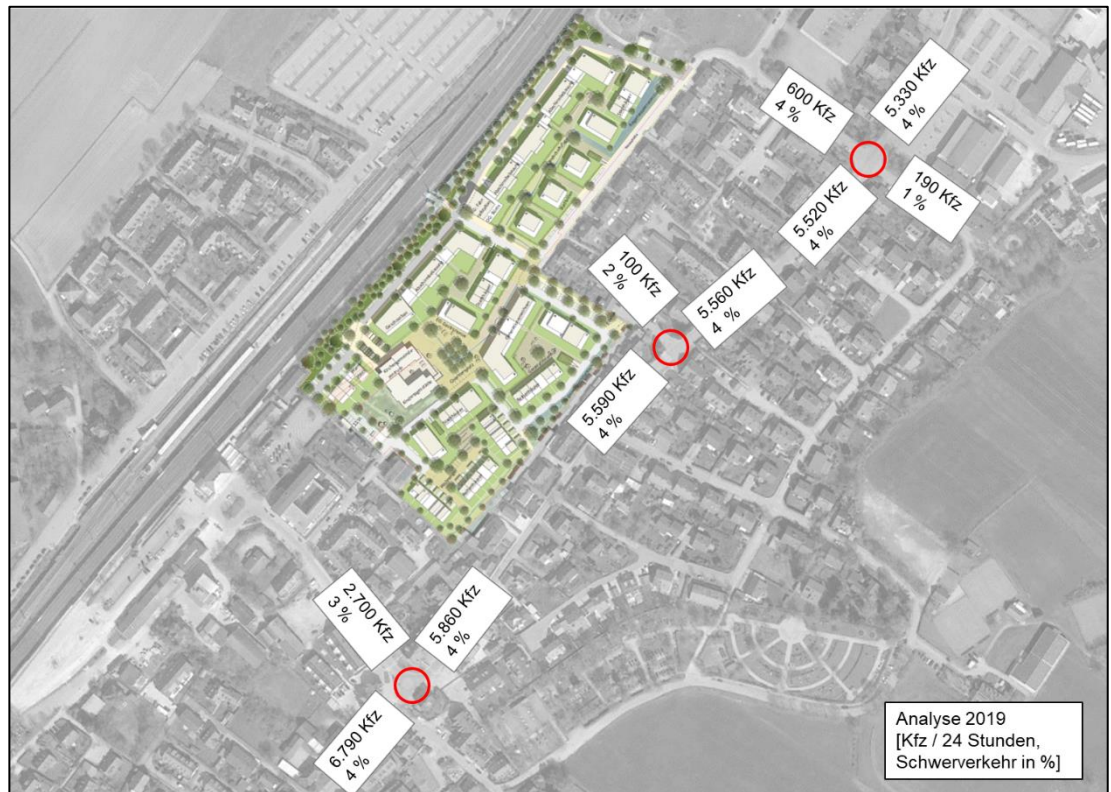 600 Kfz
4 %
5.330 Kfz
4 %
190 Kfz
1 %
5.520 Kfz
4 %
100 Kfz
2 %
5.560 Kfz
4 %
5.590 Kfz
4 %
2.700 Kfz
3 %
5.860 Kfz
4 %
6.790 Kfz
4 %
Analyse 2019
[Kfz / 24 Stunden,
Schwerverkehr in %]